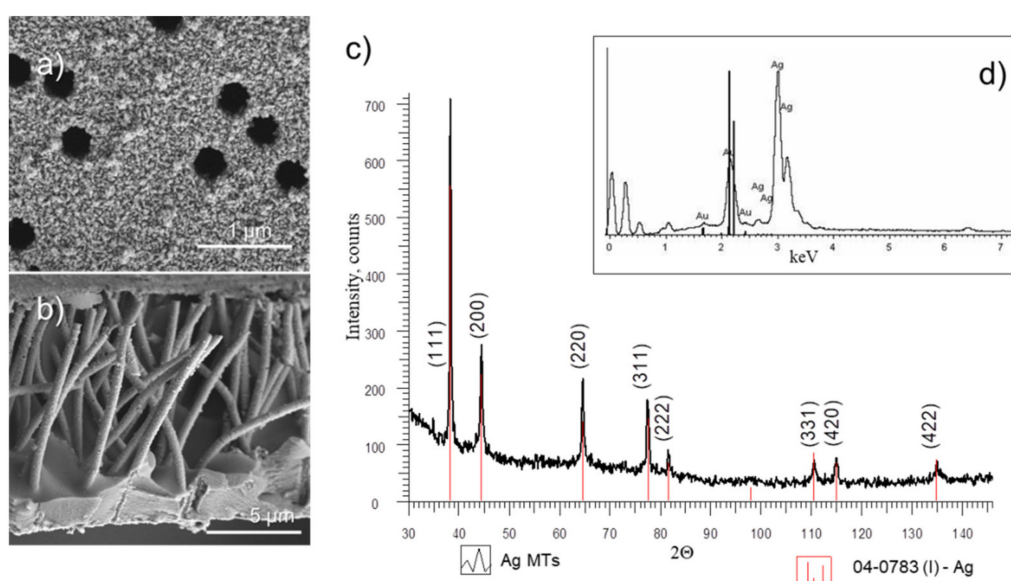 a)
1 µm
b)
5 µm
c)
Intensity, counts
700
600
500
400
300
200
100
0
30 40 50 60 70 80 90 100 110 120 130 140
2Θ
(111)
(200)
(220)
(311)
(222)
(331)
(420)
(422)
Ag MTs
04-0783 (I) - Ag
d)
Ag
Ag
Ag
Ag
Au
Au
0 1 2 3 4 5 6 7
keV